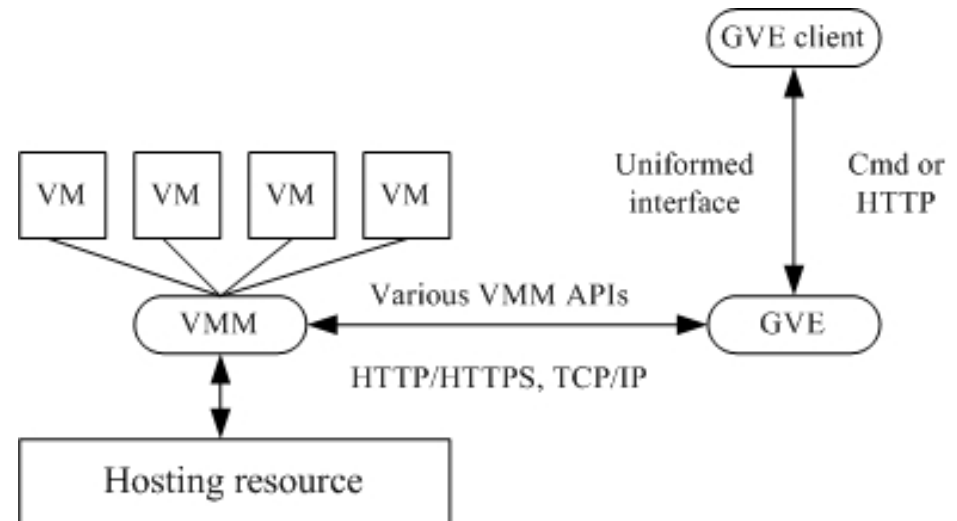 GVE client
Uniformed
interface
Cmd or
HTTP
VM
VM
VM
VM
Various VMM APIs
VMM
GVE
HTTP/HTTPS, TCP/IP
Hosting resource